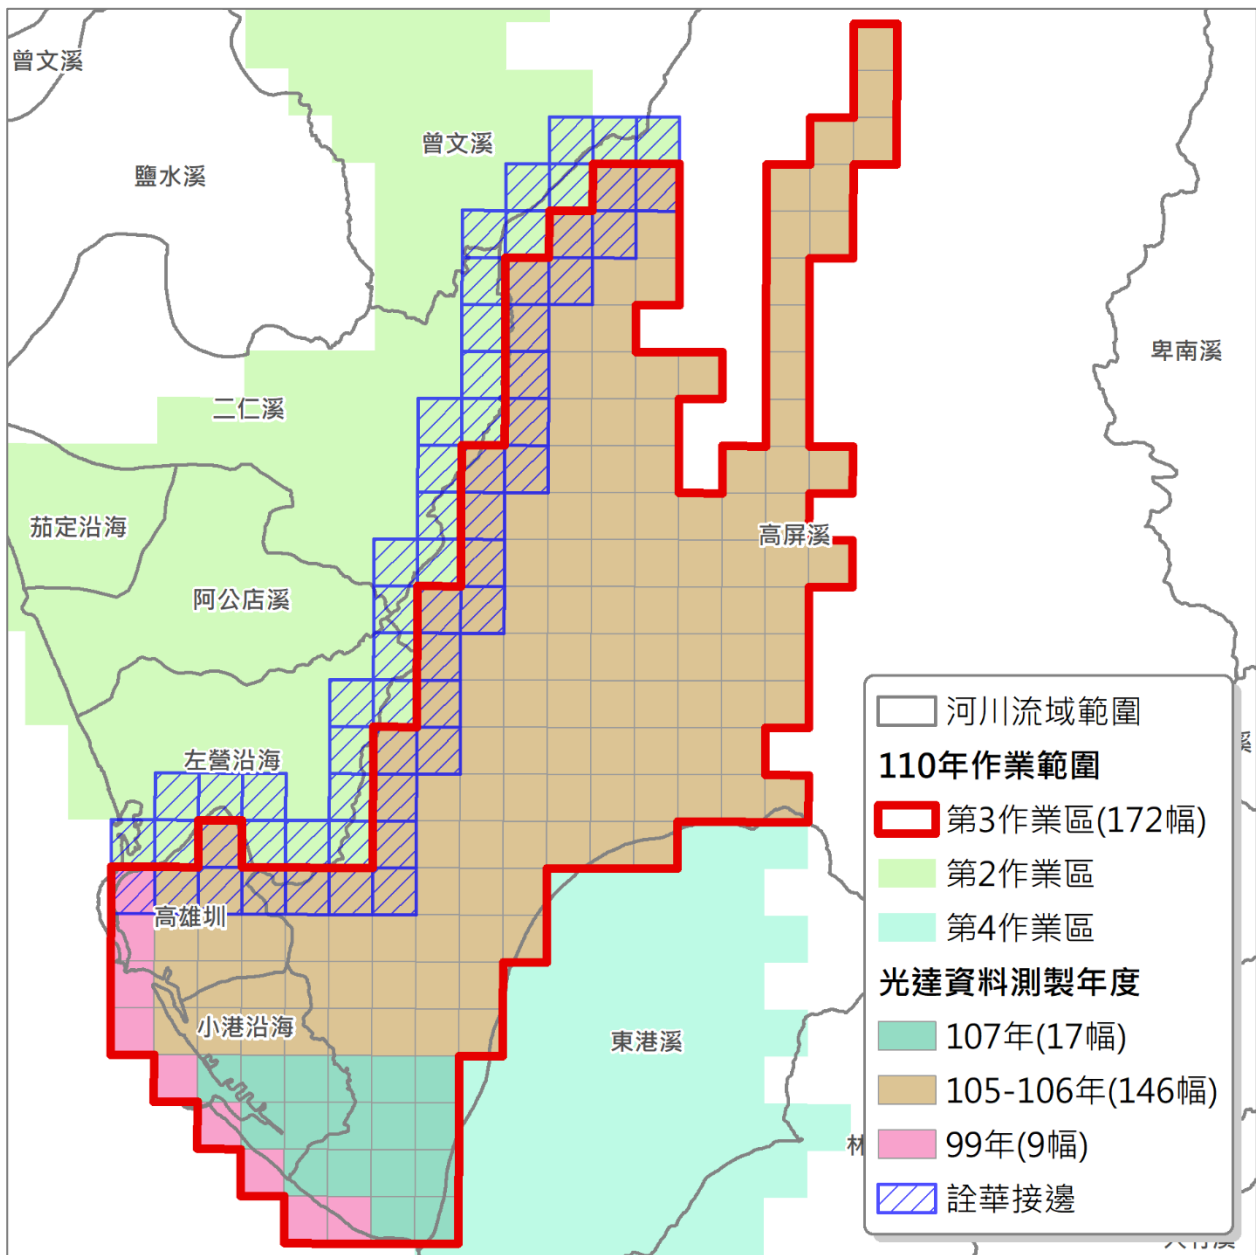 曾文溪
曾文溪
鹽水溪
卑南溪
二仁溪
茄定沿海
高屏溪
阿公店溪
左營沿海
高雄圳
小港沿海
東港溪
河川流域範圍
110年作業範圍
第3作業區(172幅)
第2作業區
第4作業區
光達資料測製年度
107年(17幅)
105-106年(146幅)
99年(9幅)
詮華接邊
林
溪